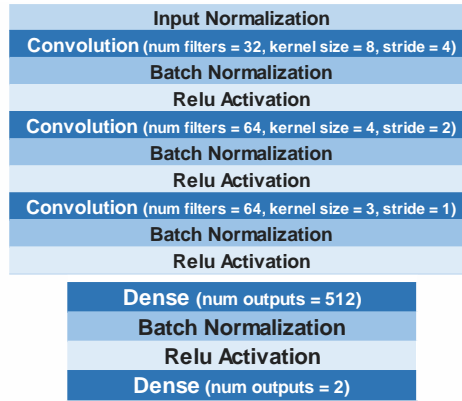 Input Normalization
Convolution (num filters = 32, kernel size = 8, stride = 4)
Batch Normalization
Relu Activation
Convolution (num filters = 64, kernel size = 4, stride = 2)
Batch Normalization
Relu Activation
Convolution (num filters = 64, kernel size = 3, stride = 1)
Batch Normalization
Relu Activation
Dense (num outputs = 512)
Batch Normalization
Relu Activation
Dense (num outputs = 2)